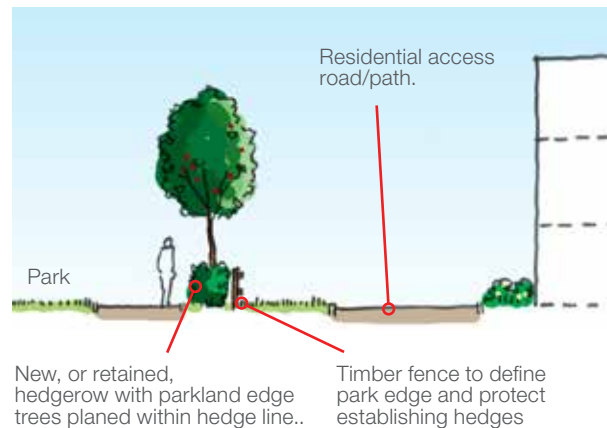 Residential access
road/path.
Park
New, or retained,
hedgerow with parkland edge
trees planed within hedge line..
Timber fence to define
park edge and protect
establishing hedges